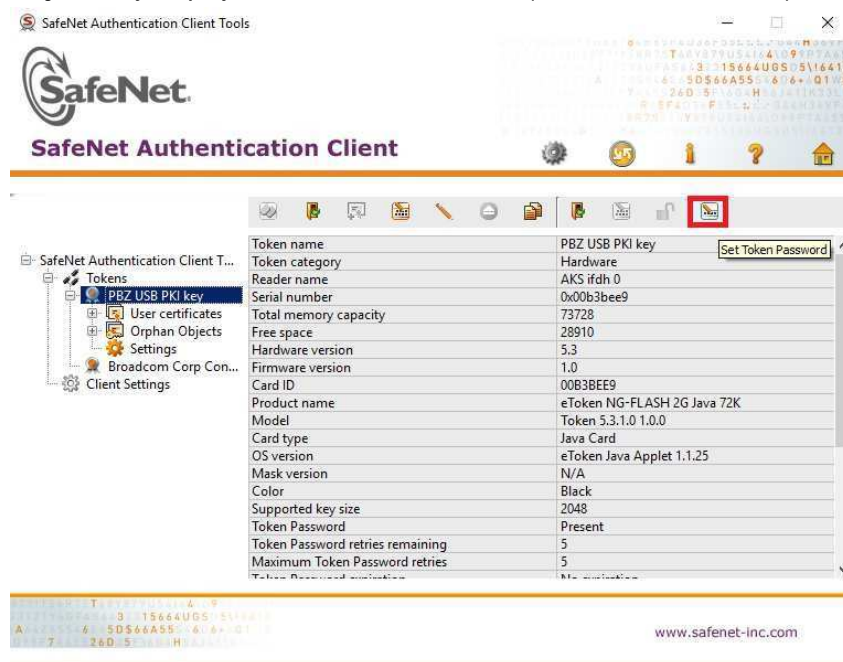 SafeNet Authentication Client Tools
SafeNet.
SafeNet Authentication Client
Set Token Password
SafeNet Authentication Client T...
Tokens
PBZ USB PKI key
User certificates
Orphan Objects
Settings
Broadcom Corp Con...
Client Settings
Token name PBZ USB PKI key
Token category Hardware
Reader name AKS ifdh 0
Serial number 0x00b3bee9
Total memory capacity 73728
Free space 28910
Hardware version 5.3
Firmware version 1.0
Card ID 00B3BEE9
Product name eToken NG-FLASH 2G Java 72K
Model Token 5.3.1.0 1.0.0
Card type Java Card
OS version eToken Java Applet 1.1.25
Mask version N/A
Color Black
Supported key size 2048
Token Password Present
Token Password retries remaining 5
Maximum Token Password retries 5
www.safenet-inc.com